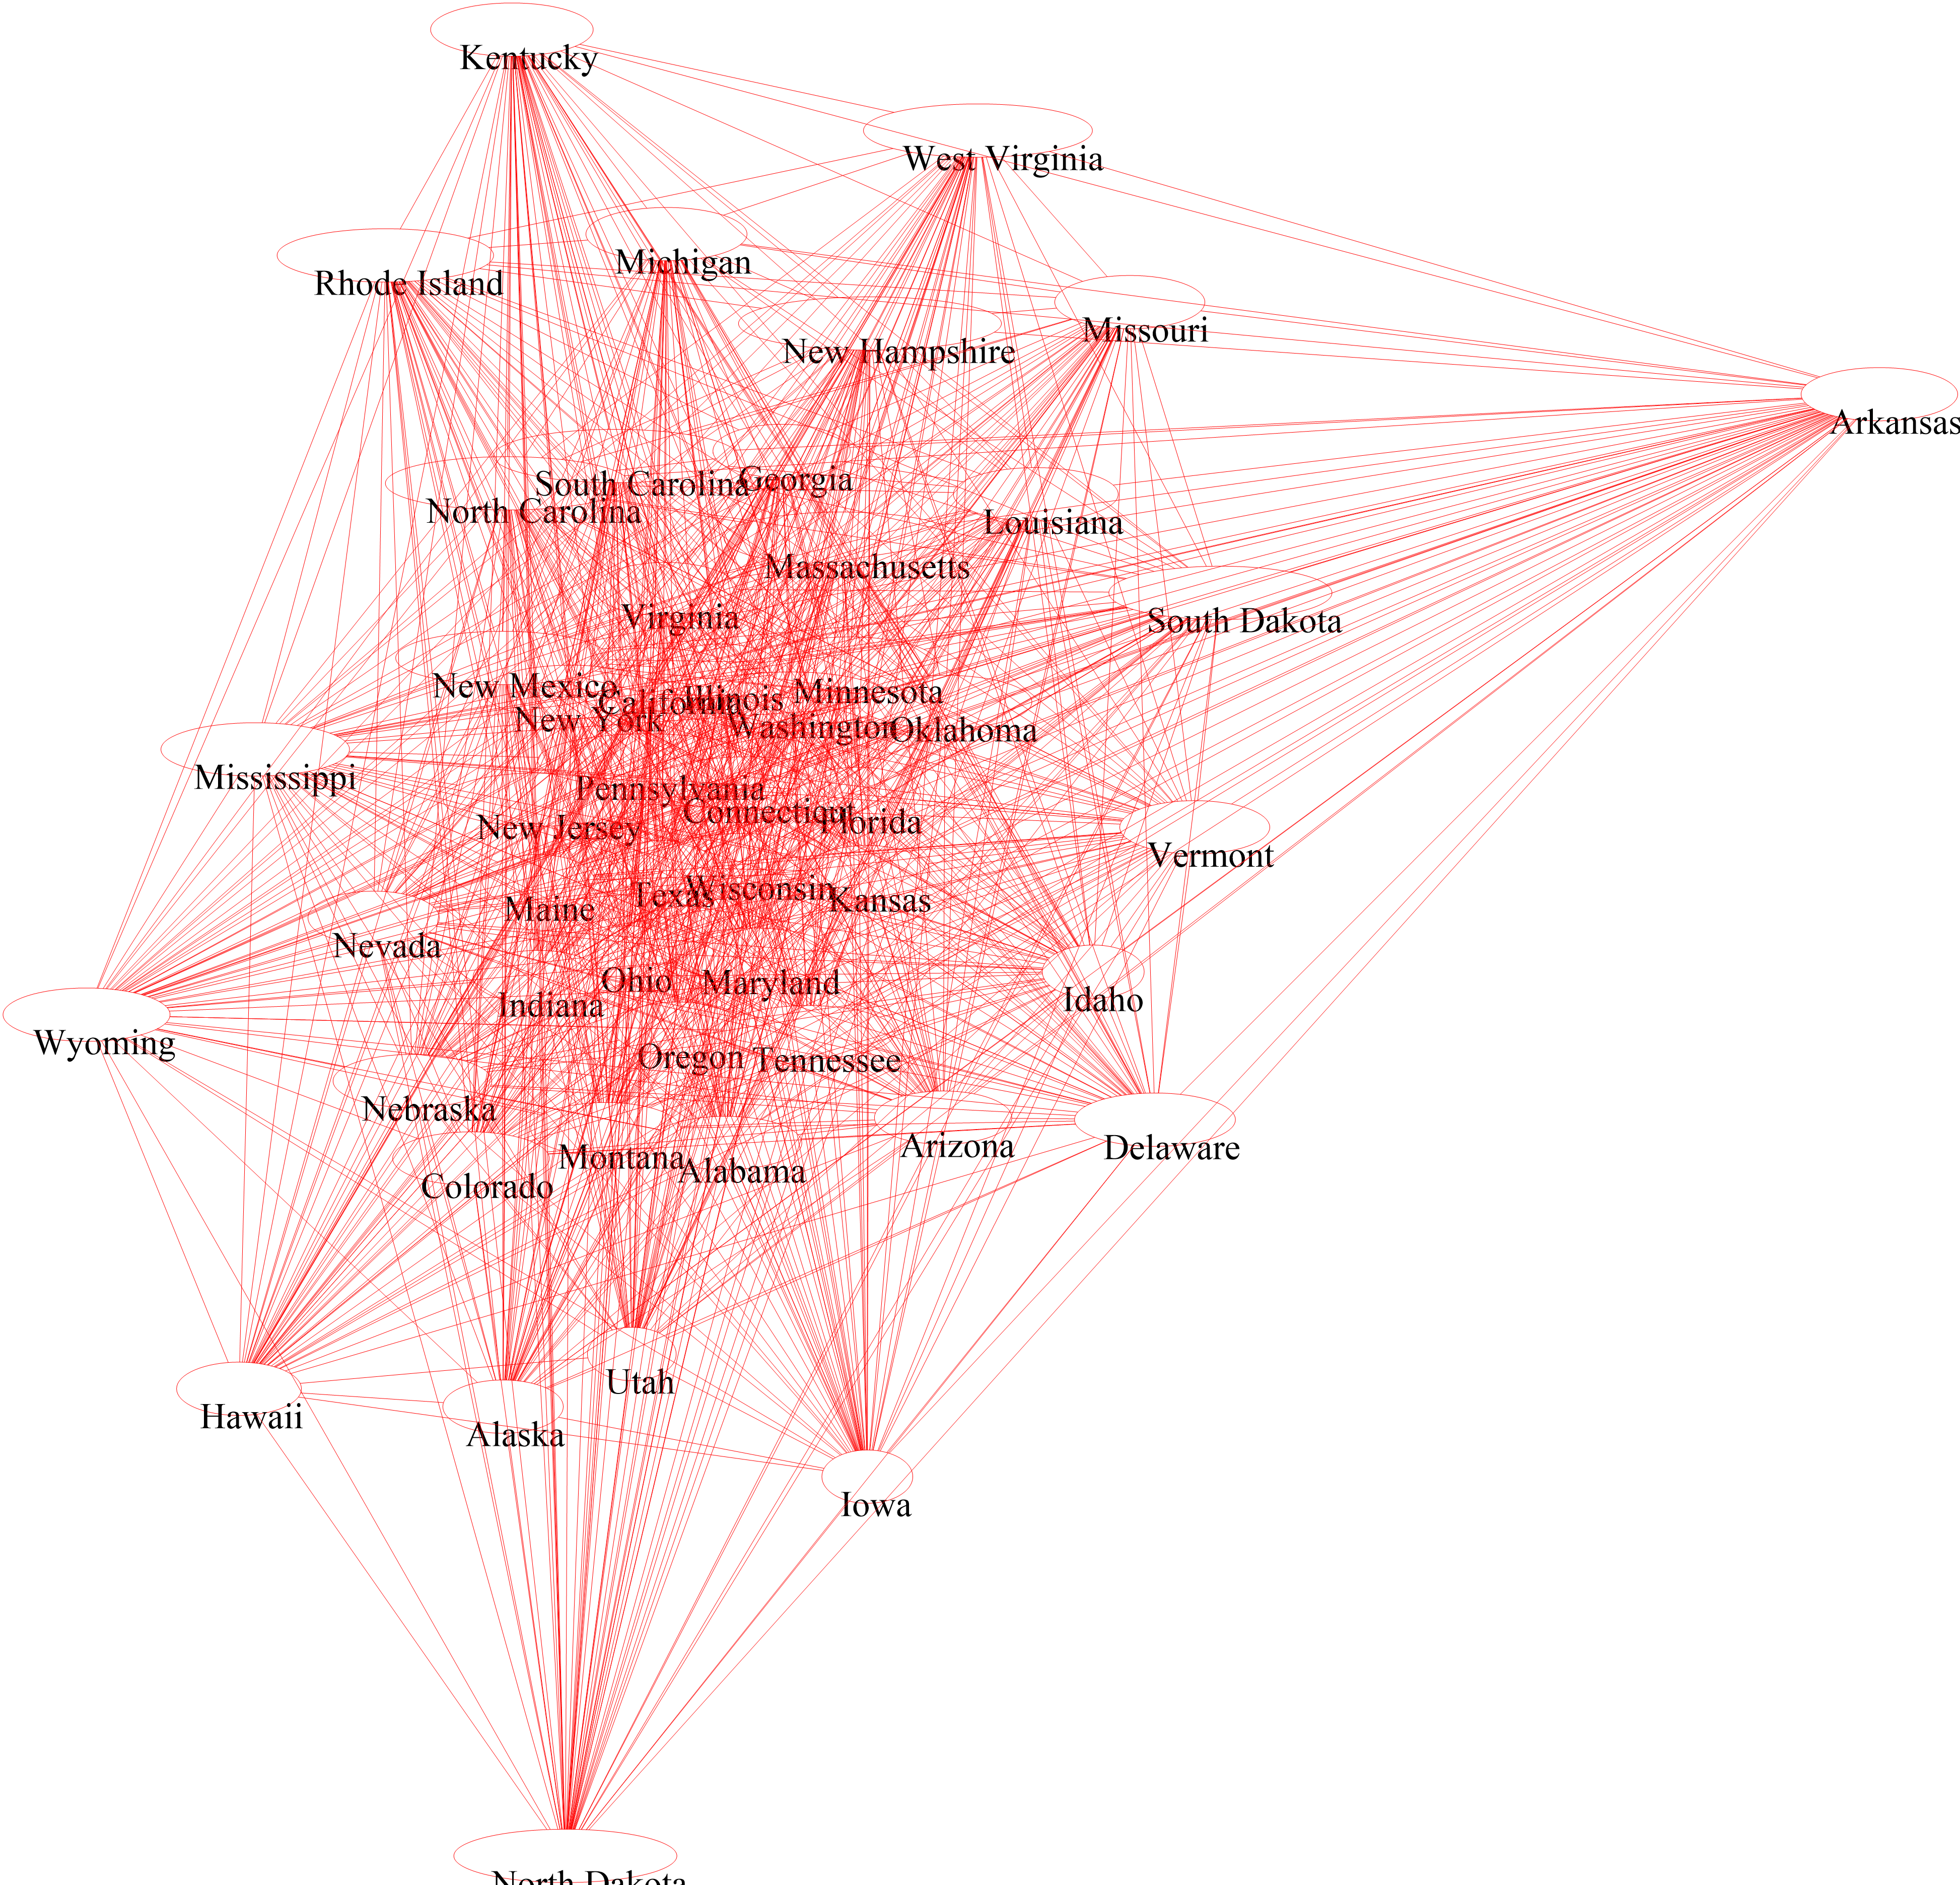 Kentucky
West Virginia
Michigan
Rhode Island
Missouri
New Hampshire
Arkansas
South Carolina
Georgia
North Carolina
Louisiana
Massachusetts
Virginia
South Dakota
New Mexico
California
Illinois
Minnesota
New York
Washington
Oklahoma
Mississippi
Pennsylvania
Connecticut
Florida
New Jersey
Vermont
Texas
Wisconsin
Kansas
Maine
Nevada
Ohio
Maryland
Indiana
Idaho
Wyoming
Oregon
Tennessee
Nebraska
Arizona
Delaware
Montana
Alabama
Colorado
Utah
Hawaii
Alaska
Iowa
North Dakota